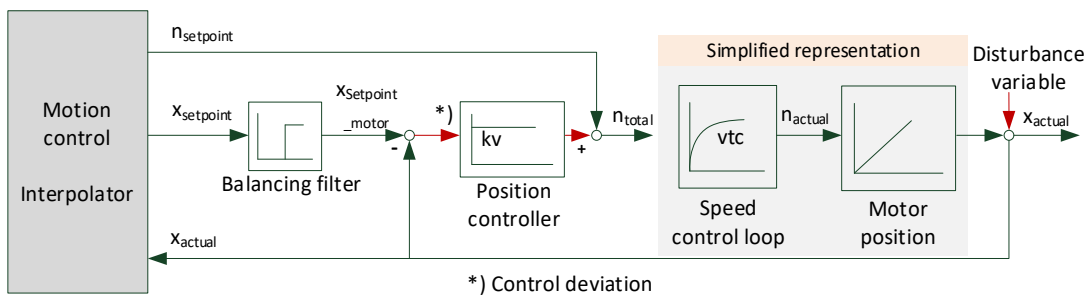 Motion
control
Interpolator
n_setpoint
x_setpoint
Balancing filter
x_Setpoint
_motor
*)
-
kv
+
Position
controller
n_total
Simplified representation
vtc
Speed
control loop
n_actual
Motor
position
Disturbance
variable
x_actual
x_actual
*) Control deviation